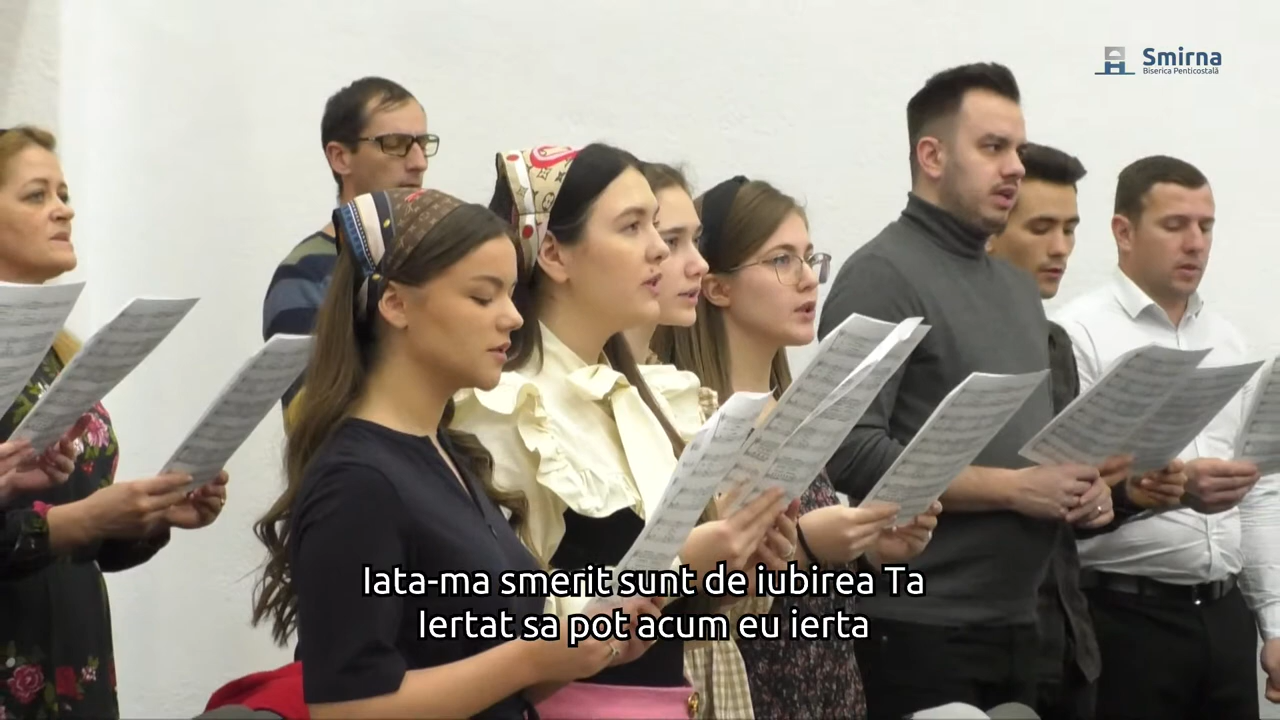 Smirna
Biserica Penticostală
Iata-ma smerit sunt de iubirea Ta
Iertat sa pot acum eu ierta